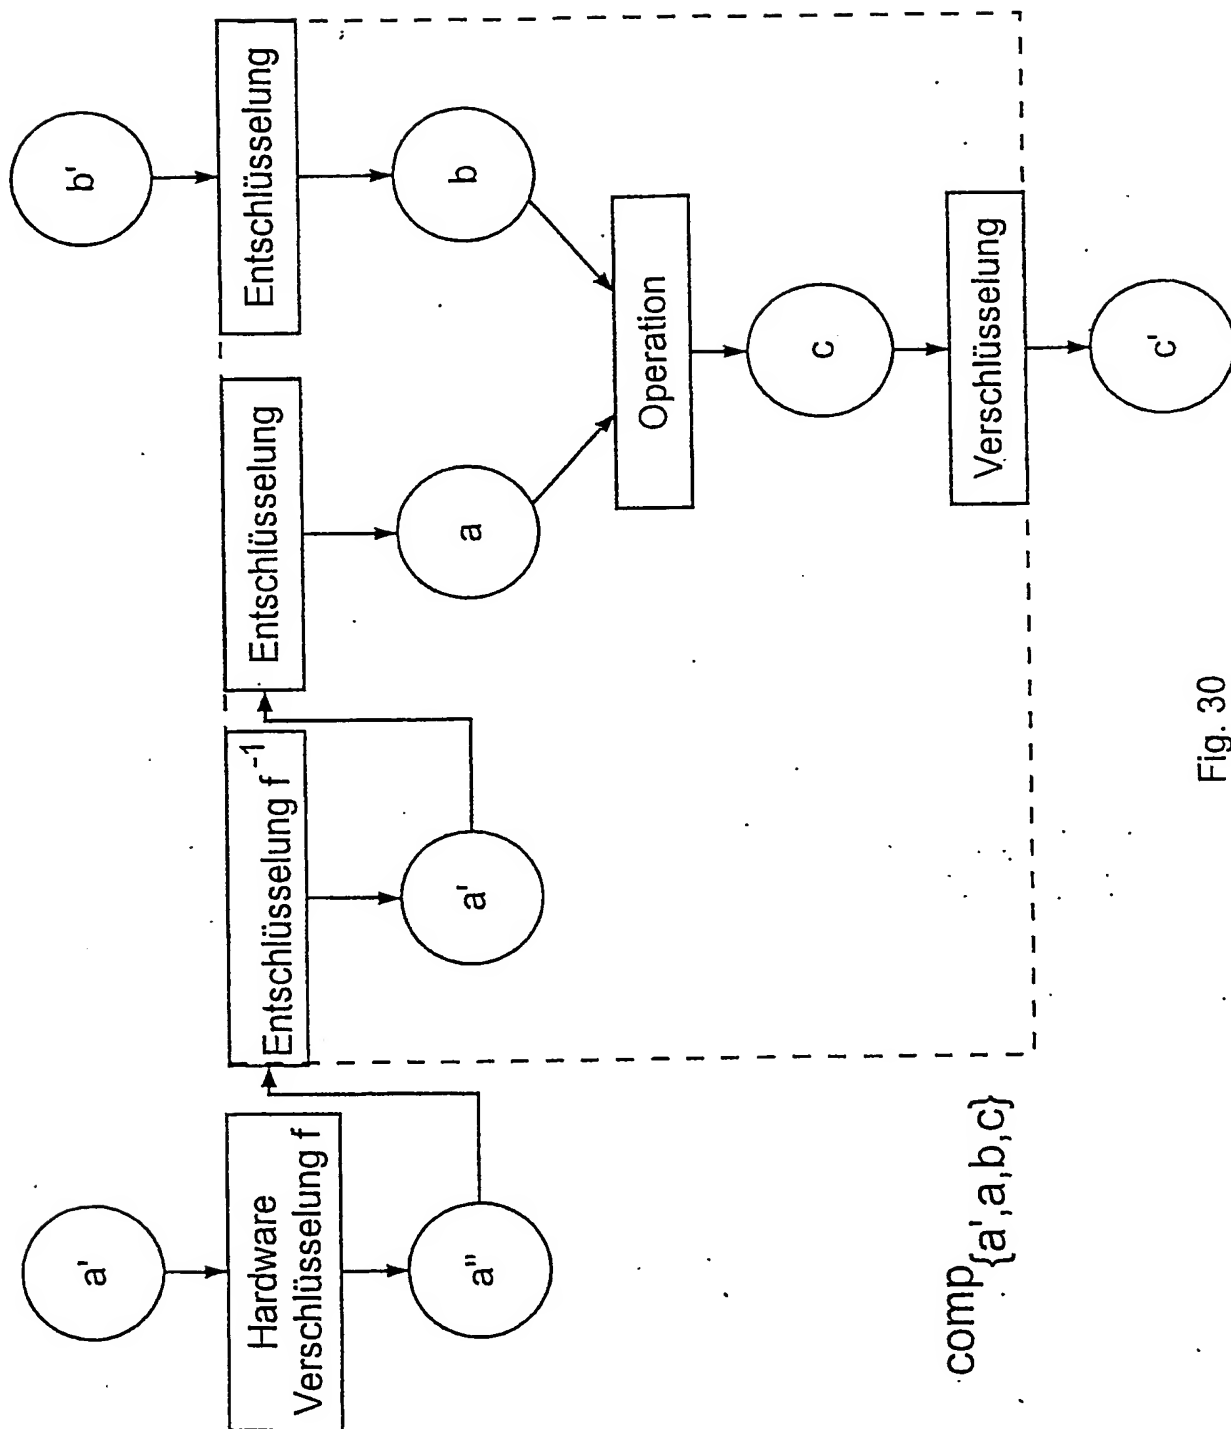 a'
Hardware
Verschlüsselung f
a''
Entschlüsselung f⁻¹
a'
Entschlüsselung
a
b'
Entschlüsselung
b
Operation
c
Verschlüsselung
c'
comp{a',a,b,c}
Fig. 30